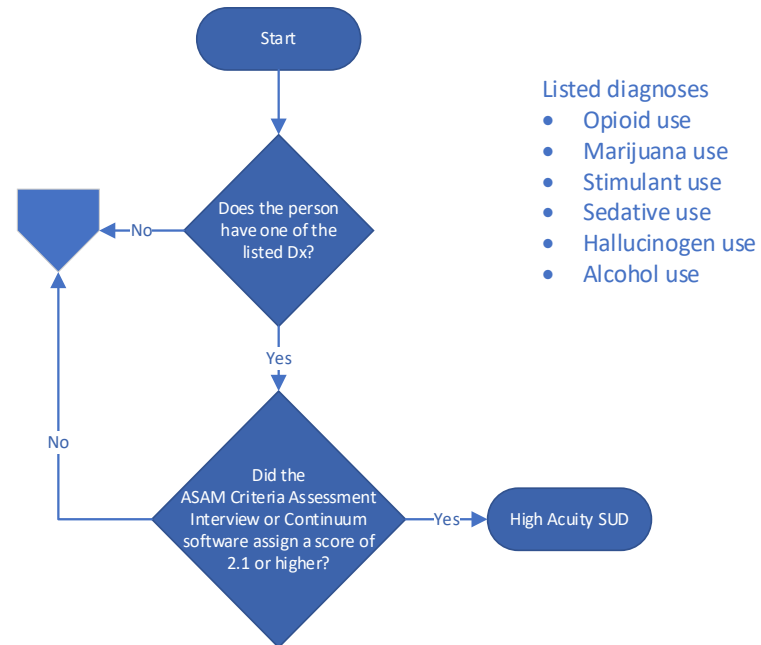 Start
Listed diagnoses
• Opioid use
• Marijuana use
• Stimulant use
• Sedative use
• Hallucinogen use
• Alcohol use
Does the person
have one of the
listed Dx?
No
Yes
No
Did the
ASAM Criteria Assessment
Interview or Continuum
software assign a score of
2.1 or higher?
Yes
High Acuity SUD